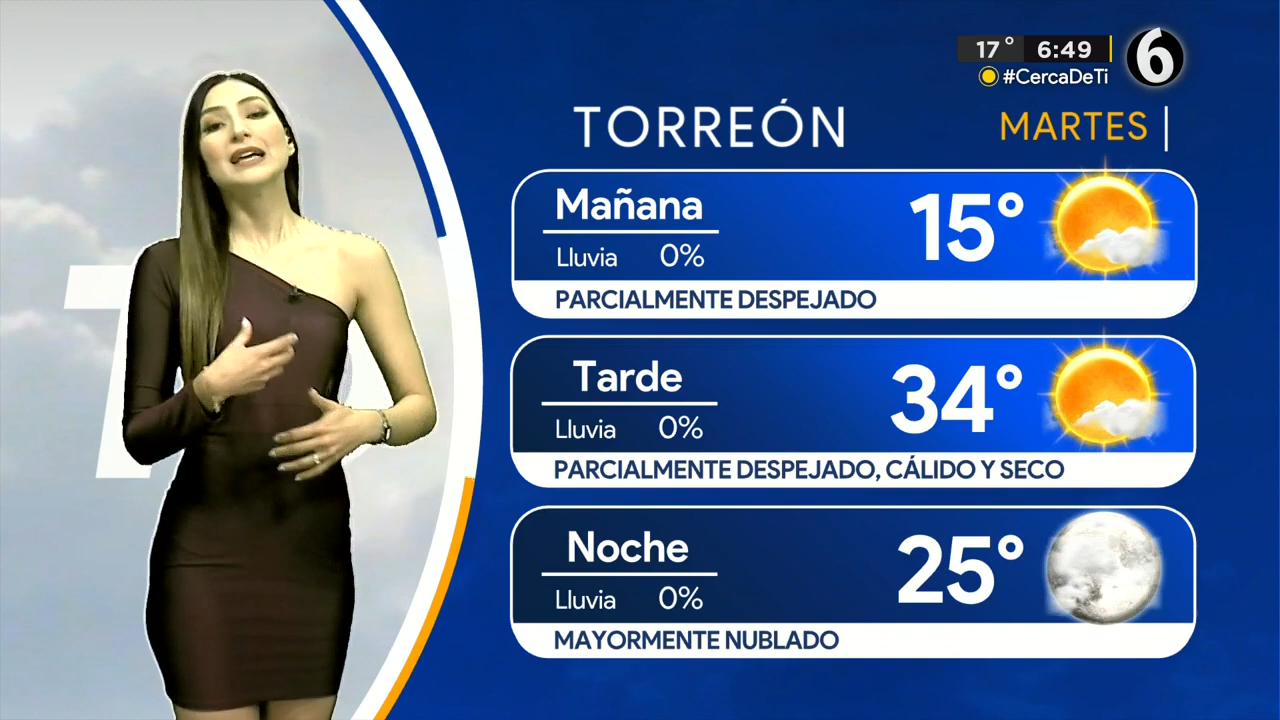 17° 6:49
6
#CercaDeTi
TORREÓN
MARTES
Mañana
15°
Lluvia 0%
PARCIALMENTE DESPEJADO
Tarde
34°
Lluvia 0%
PARCIALMENTE DESPEJADO, CÁLIDO Y SECO
Noche
25°
Lluvia 0%
MAYORMENTE NUBLADO